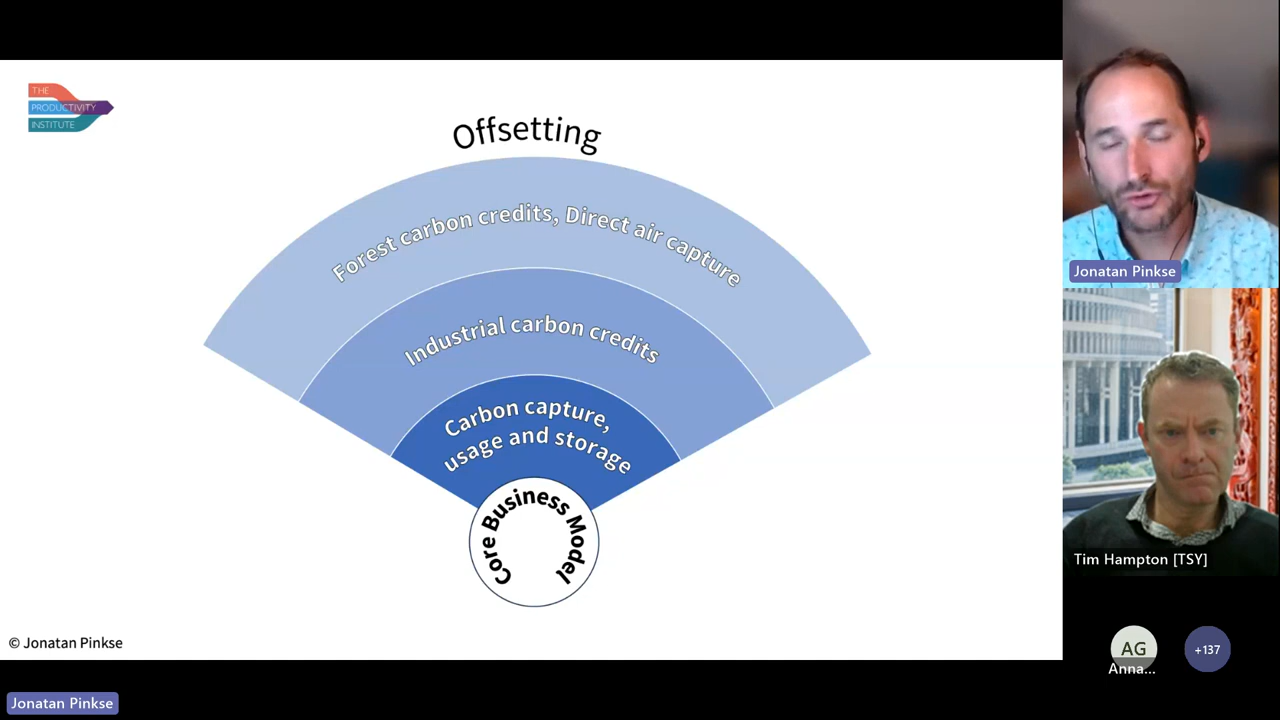 THE
PRODUCTIVITY
INSTITUTE
Offsetting
Forest carbon credits, Direct air capture
Industrial carbon credits
Carbon capture,
usage and storage
Core Business Model
© Jonatan Pinkse
Jonatan Pinkse
Jonatan Pinkse
Tim Hampton [TSY]
AG
Anna...
+137